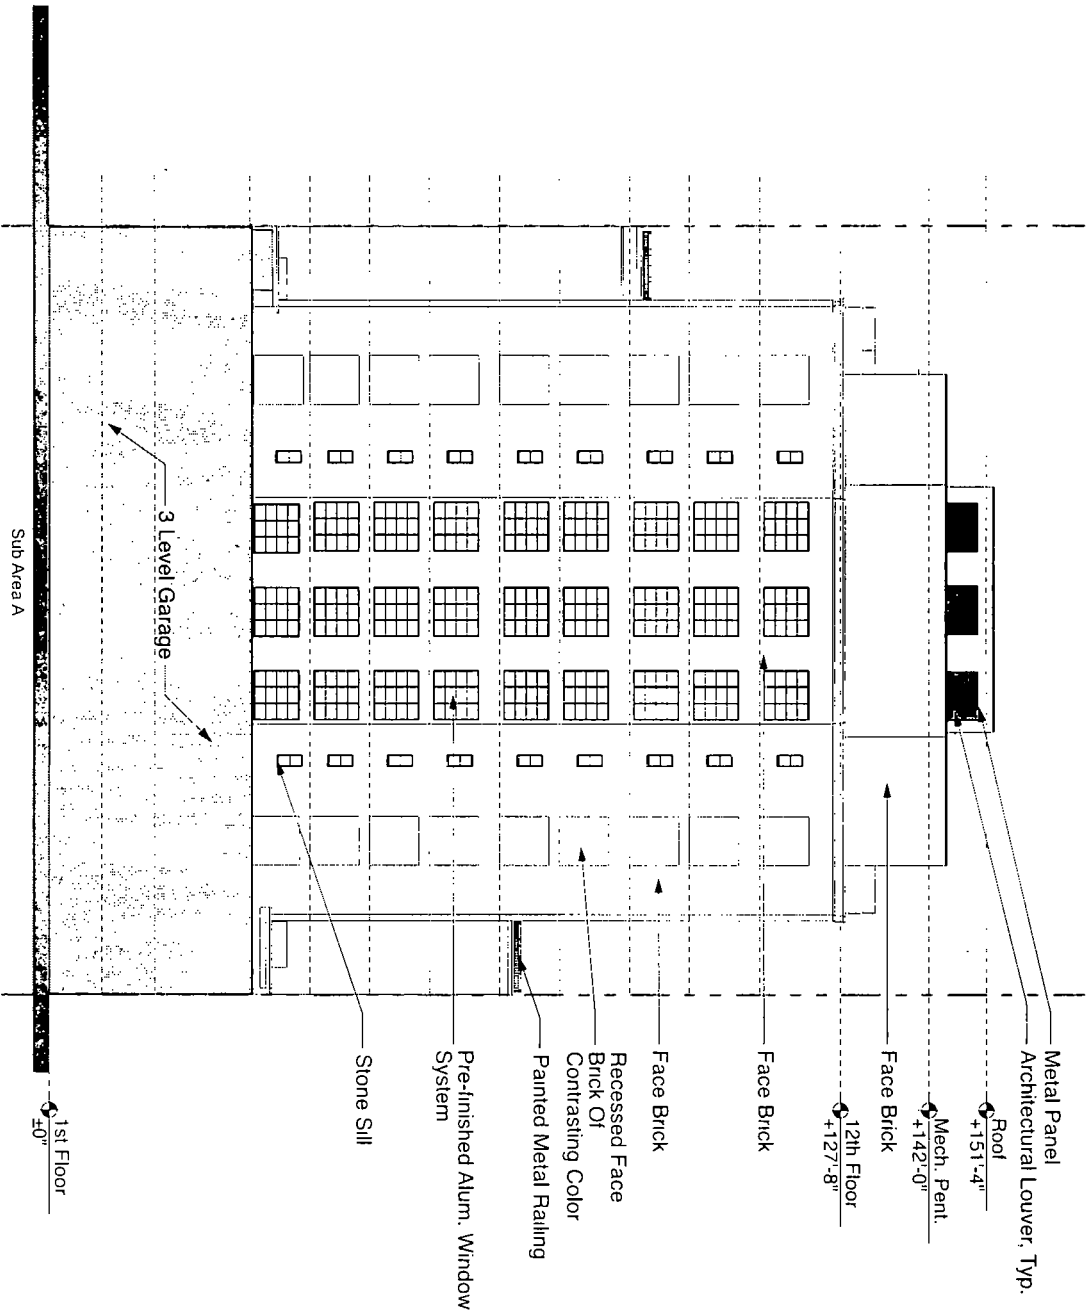 Metal Panel
Architectural Louver, Typ.
Roof
+151'-4"
Mech. Pent.
+142'-0"
Face Brick
12th Floor
+127'-8"
Face Brick
Face Brick
Recessed Face
Brick Of
Contrasting Color
Painted Metal Railing
Pre-finished Alum. Window
System
Stone Sill
1st Floor
±0"
3 Level Garage
Sub Area A